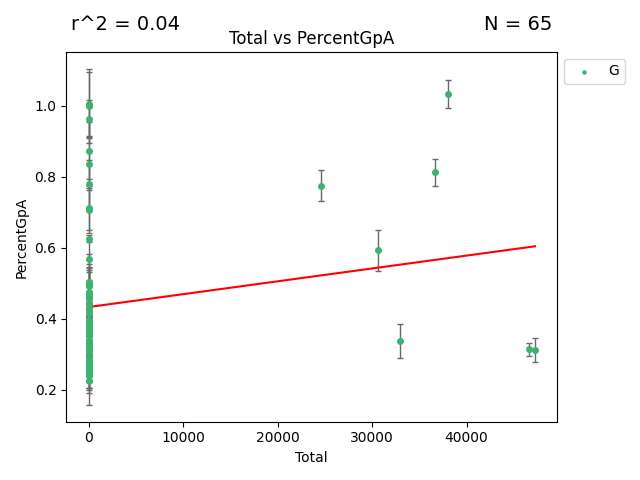 r^2 = 0.04
N = 65
Total vs PercentGpA
G
PercentGpA
1.0
0.8
0.6
0.4
0.2
0
10000
20000
30000
40000
Total